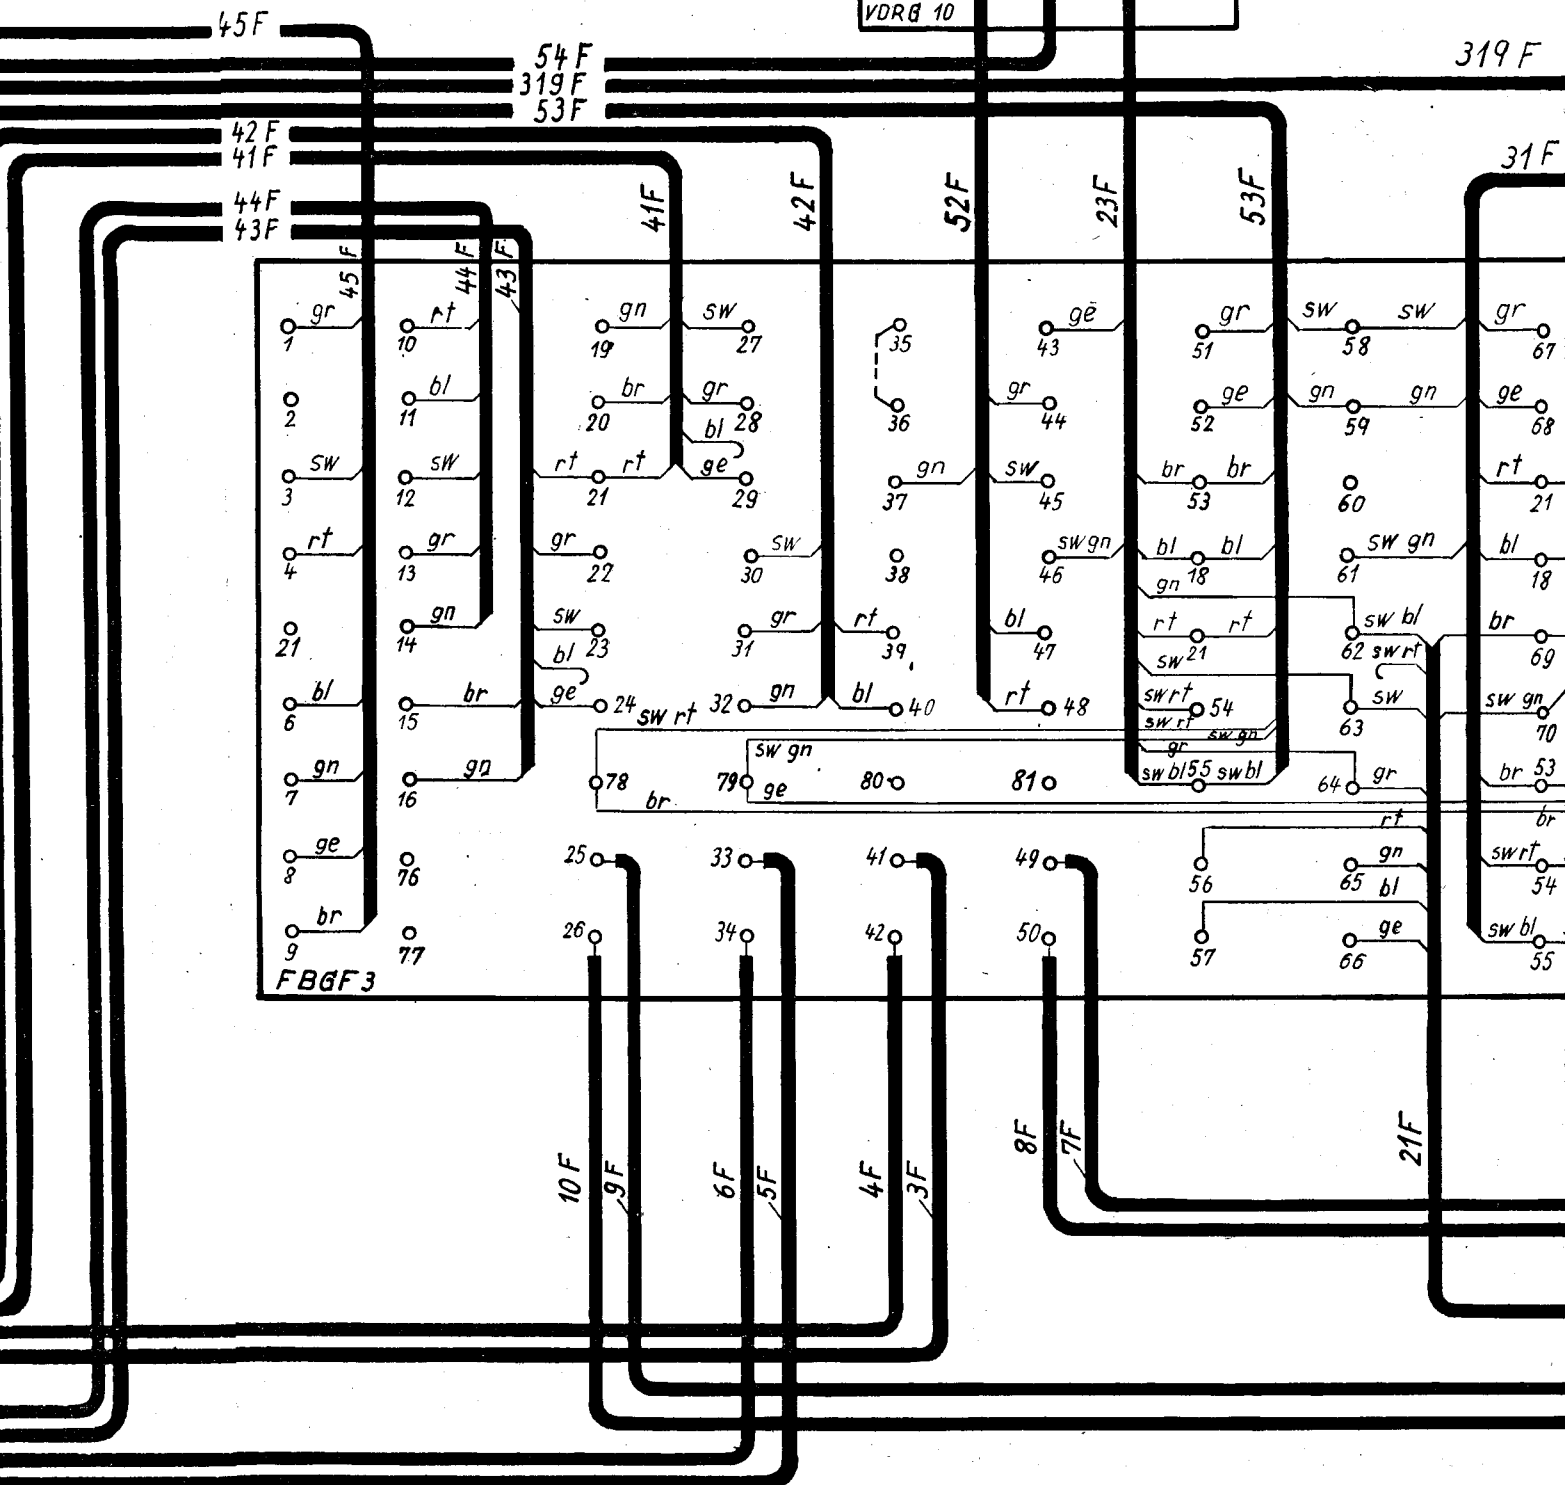 VDRG 10
45F
54F
319F
319F
53F
42F
41F
31F
44F
43F
45F
44F
43F
41F
42F
52F
23F
53F
gr rt gn sw gē gr sw sw gr
1 10 19 27 35 43 51 58 67
bl br gr gr ge gn gn ge
2 11 20 28 36 44 52 59 68
bl
sw sw rt rt ge gn sw br br rt
3 12 21 29 37 45 53 60 21
rt gr gr sw sw gn bl bl sw gn bl
4 13 22 30 38 46 18 61 18
gn
gn sw gr rt bl rt rt sw bl br
21 14 23 31 39 47 21 62 69
bl sw sw rt
bl br ge 24 32 gn bl 40 rt 48 sw rt 54 sw sw gn
6 15 63 70
sw rt sw rt sw gn
sw gn gr
gn gn 78 79 80 81 sw bl 55 sw bl 64 gr br 53
7 16
br ge
rt br
ge 25 33 41 49 gn sw rt
8 76 56 65 54
bl
br 26 34 42 50 ge sw bl
9 77 57 66 55
FBGF3
10F
9F
6F
5F
4F
3F
8F
7F
21F